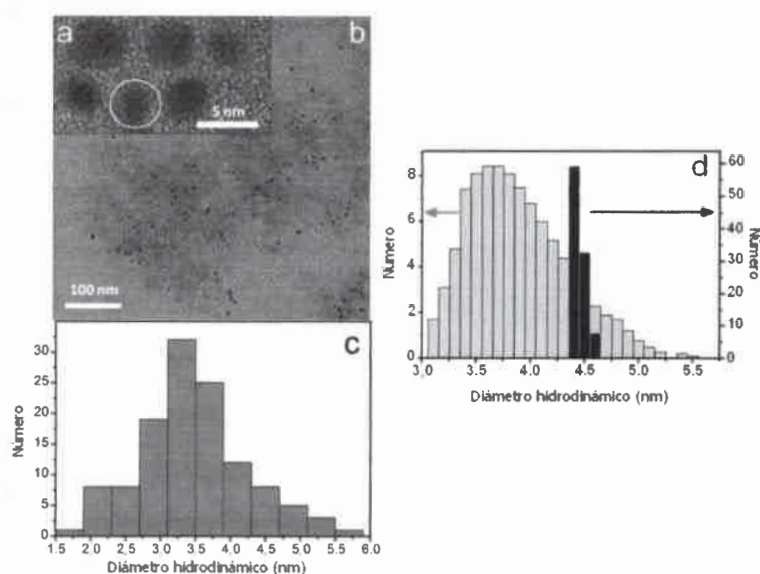 a
b
5 nm
100 nm
c
30
25
20
15
10
5
0
Número
1.5 2.0 2.5 3.0 3.5 4.0 4.5 5.0 5.5 6.0
Diámetro hidrodinámico (nm)
d
8
6
4
2
0
Número
60
50
40
30
20
10
0
Número
3,0 3.5 4.0 4.5 5.0 5.5
Diámetro hidrodinámico (nm)